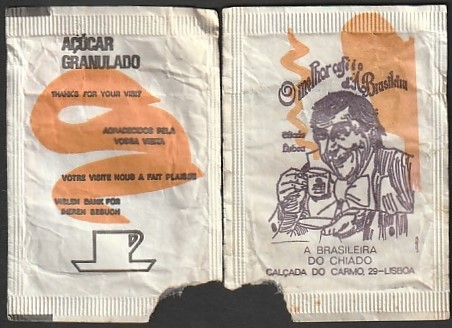 AÇÚCAR
GRANULADO
THANKS FOR YOUR VISIT
AGRADECIDOS PELA
VOSSA VISITA
VOTRE VISITE NOUS A FAIT PLAISIR
VIELEN DANK FÜR
IHEREN BESUCH
O melhor café é o
d'A Brasileira
Chiado
Lisboa
A BRASILEIRA
DO CHIADO
CALÇADA DO CARMO, 29-LISBOA